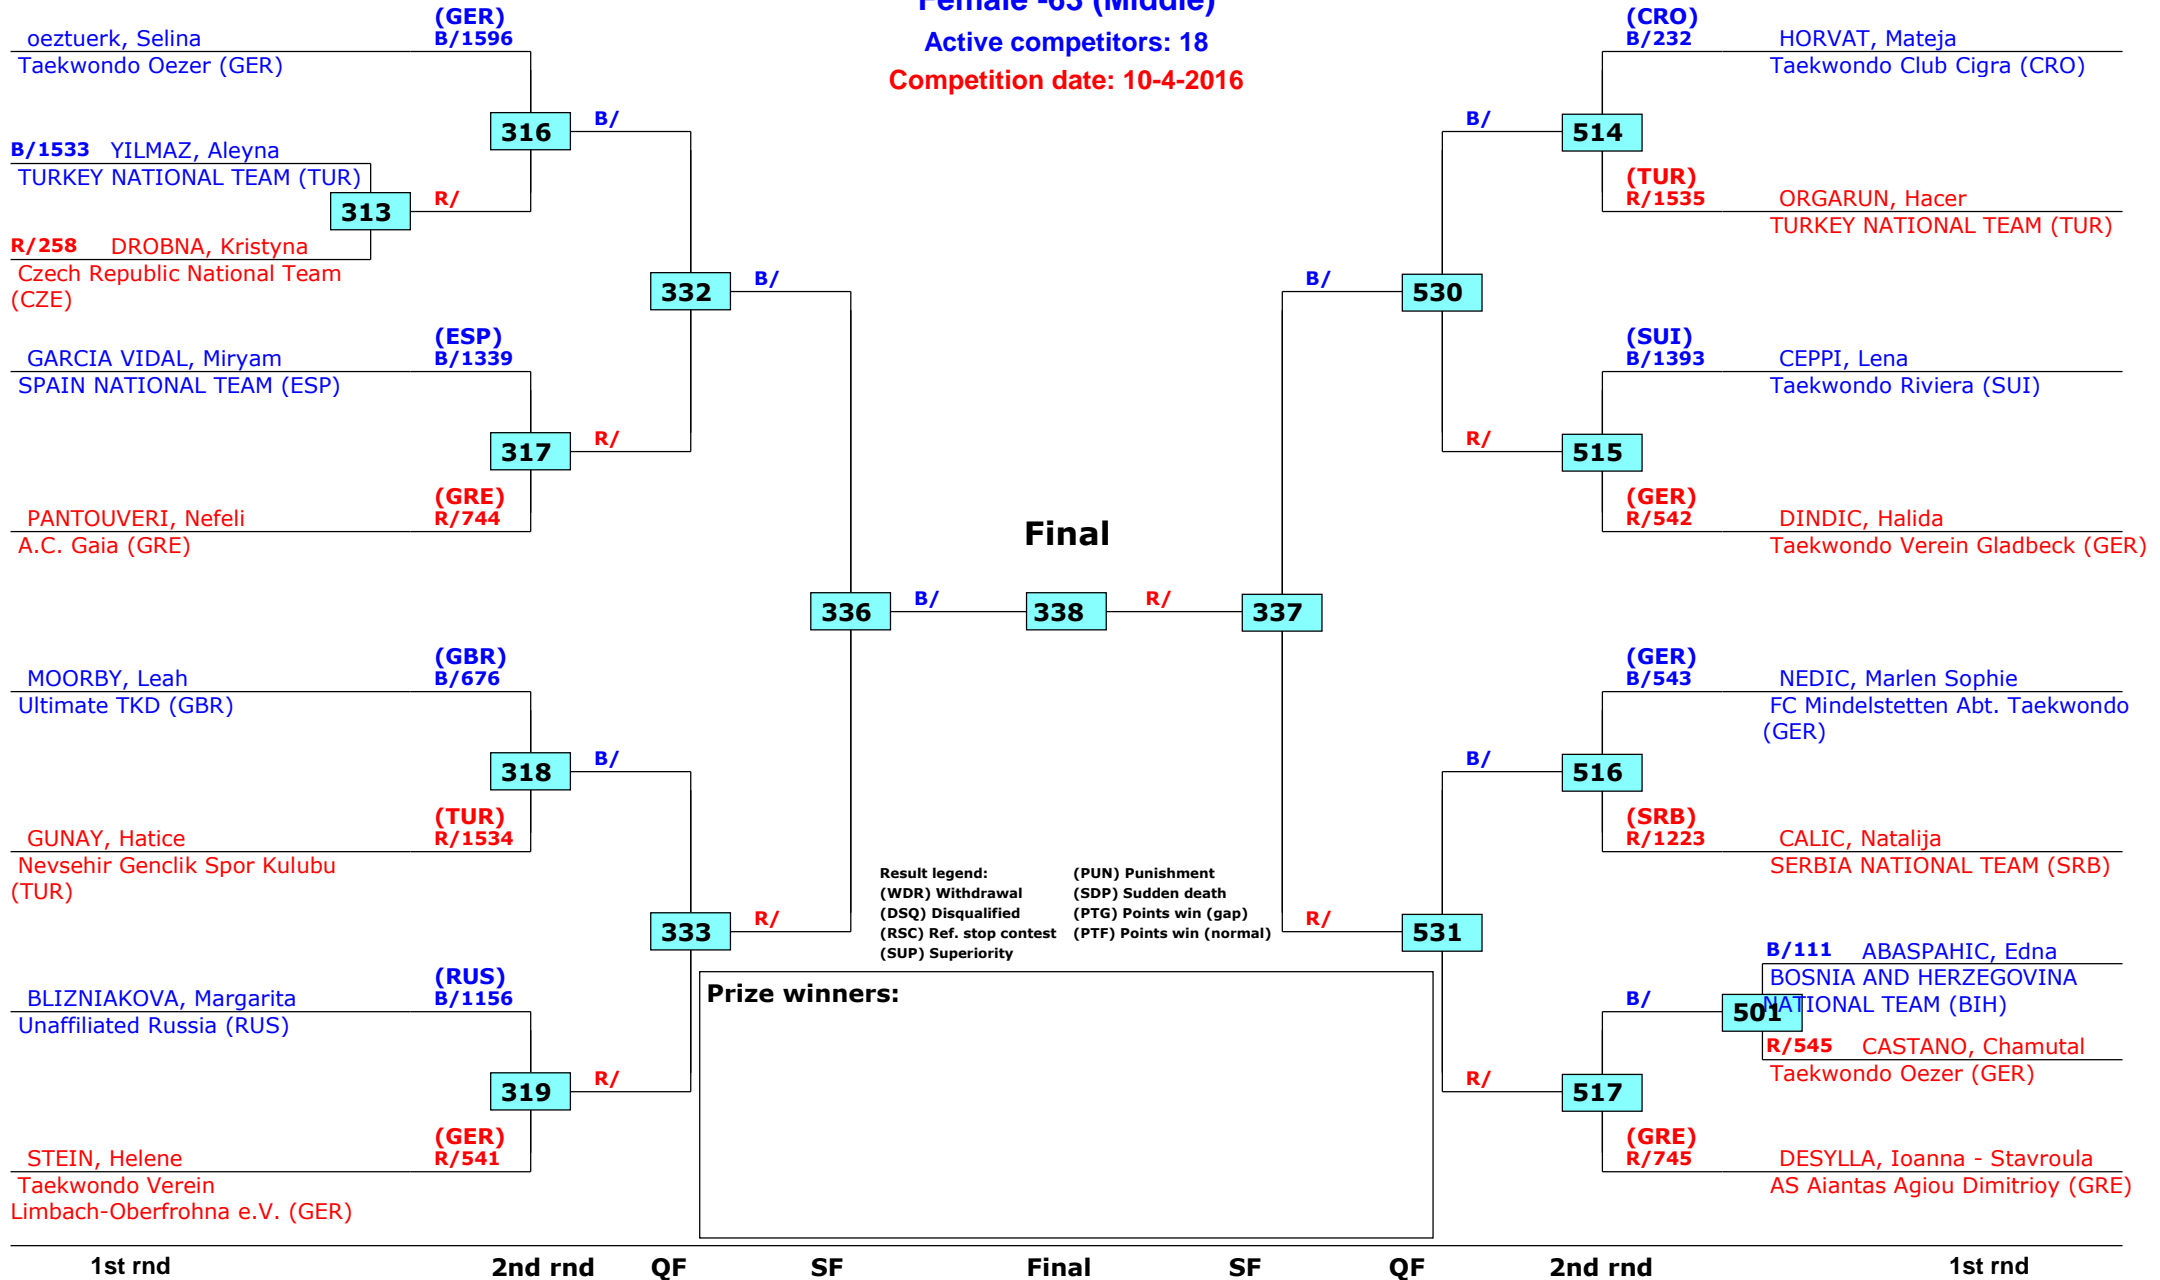 Female -63 (Middle)
Active competitors: 18
Competition date: 10-4-2016
(GER)
oeztuerk, Selina B/1596
Taekwondo Oezer (GER)
316
B/
B/1533 YILMAZ, Aleyna
TURKEY NATIONAL TEAM (TUR)
313
R/
R/258 DROBNA, Kristyna
Czech Republic National Team
(CZE)
332
B/
(ESP)
GARCIA VIDAL, Miryam B/1339
SPAIN NATIONAL TEAM (ESP)
317
R/
(GRE)
PANTOUVERI, Nefeli R/744
A.C. Gaia (GRE)
336
B/
(GBR)
MOORBY, Leah B/676
Ultimate TKD (GBR)
318
B/
(TUR)
GUNAY, Hatice R/1534
Nevsehir Genclik Spor Kulubu
(TUR)
333
R/
(RUS)
BLIZNIAKOVA, Margarita B/1156
Unaffiliated Russia (RUS)
319
R/
(GER)
STEIN, Helene R/541
Taekwondo Verein
Limbach-Oberfrohna e.V. (GER)
Final
338
(CRO)
B/232 HORVAT, Mateja
Taekwondo Club Cigra (CRO)
B/
514
(TUR)
R/1535 ORGARUN, Hacer
TURKEY NATIONAL TEAM (TUR)
B/
530
(SUI)
B/1393 CEPPI, Lena
Taekwondo Riviera (SUI)
R/
515
(GER)
R/542 DINDIC, Halida
Taekwondo Verein Gladbeck (GER)
R/
337
(GER)
B/543 NEDIC, Marlen Sophie
FC Mindelstetten Abt. Taekwondo
(GER)
B/
516
(SRB)
R/1223 CALIC, Natalija
SERBIA NATIONAL TEAM (SRB)
R/
531
B/111 ABASPAHIC, Edna
BOSNIA AND HERZEGOVINA
NATIONAL TEAM (BIH)
B/
501
R/545 CASTANO, Chamutal
Taekwondo Oezer (GER)
R/
517
(GRE)
R/745 DESYLLA, Ioanna - Stavroula
AS Aiantas Agiou Dimitrioy (GRE)
Result legend: (PUN) Punishment
(WDR) Withdrawal (SDP) Sudden death
(DSQ) Disqualified (PTG) Points win (gap)
(RSC) Ref. stop contest (PTF) Points win (normal)
(SUP) Superiority
Prize winners:
1st rnd 2nd rnd QF SF Final SF QF 2nd rnd 1st rnd